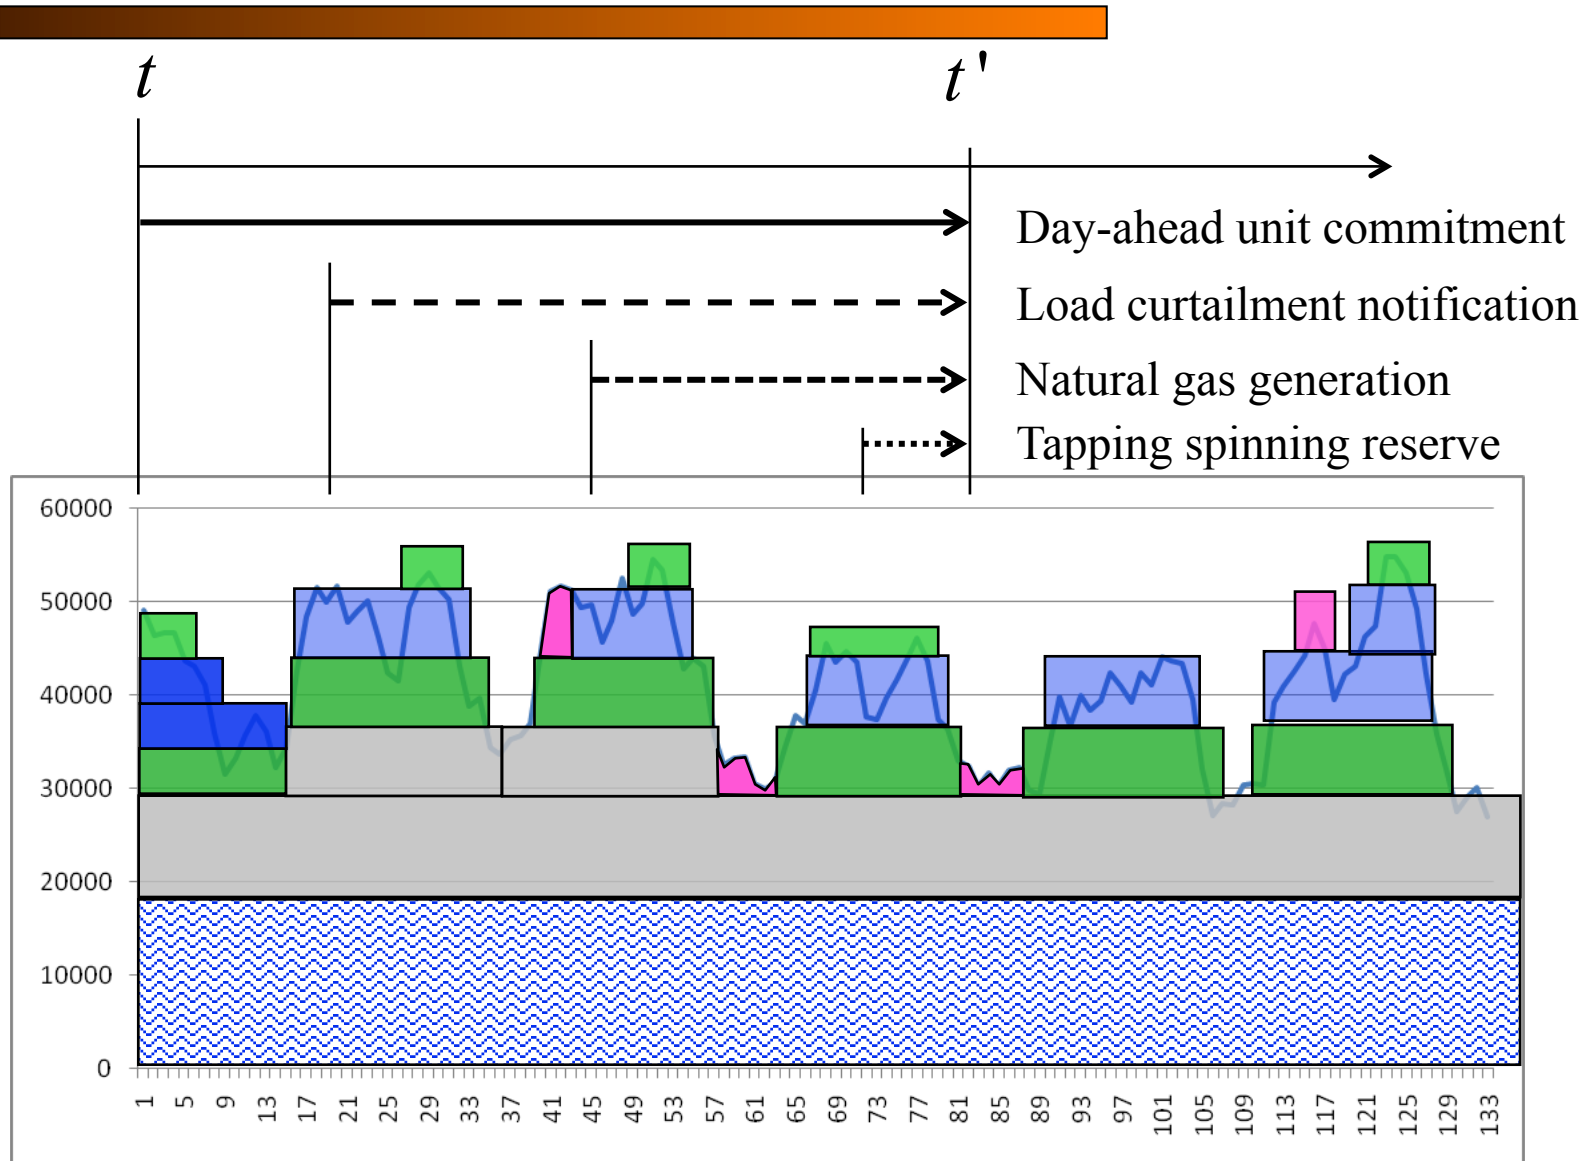 t t'
Day-ahead unit commitment
Load curtailment notification
Natural gas generation
Tapping spinning reserve
60000
50000
40000
30000
20000
10000
0
1 5 9 13 17 21 25 29 33 37 41 45 49 53 57 61 65 69 73 77 81 85 89 93 97 101 105 109 113 117 121 125 129 133